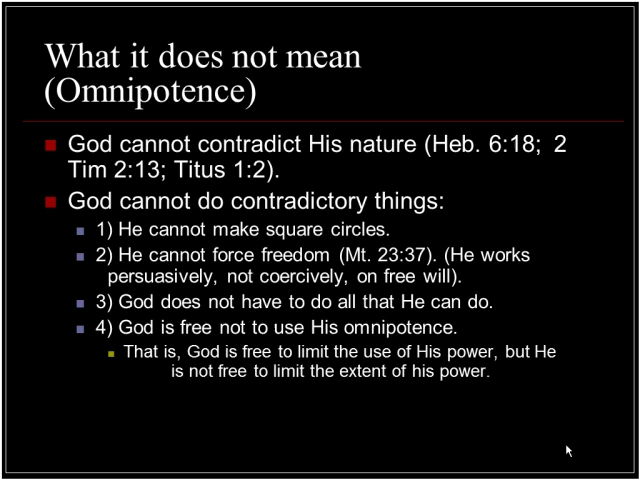 What it does not mean
(Omnipotence)
God cannot contradict His nature (Heb. 6:18; 2
Tim 2:13; Titus 1:2).
God cannot do contradictory things:
1) He cannot make square circles.
2) He cannot force freedom (Mt. 23:37). (He works
persuasively, not coercively, on free will).
3) God does not have to do all that He can do.
4) God is free not to use His omnipotence.
That is, God is free to limit the use of His power, but He
is not free to limit the extent of his power.